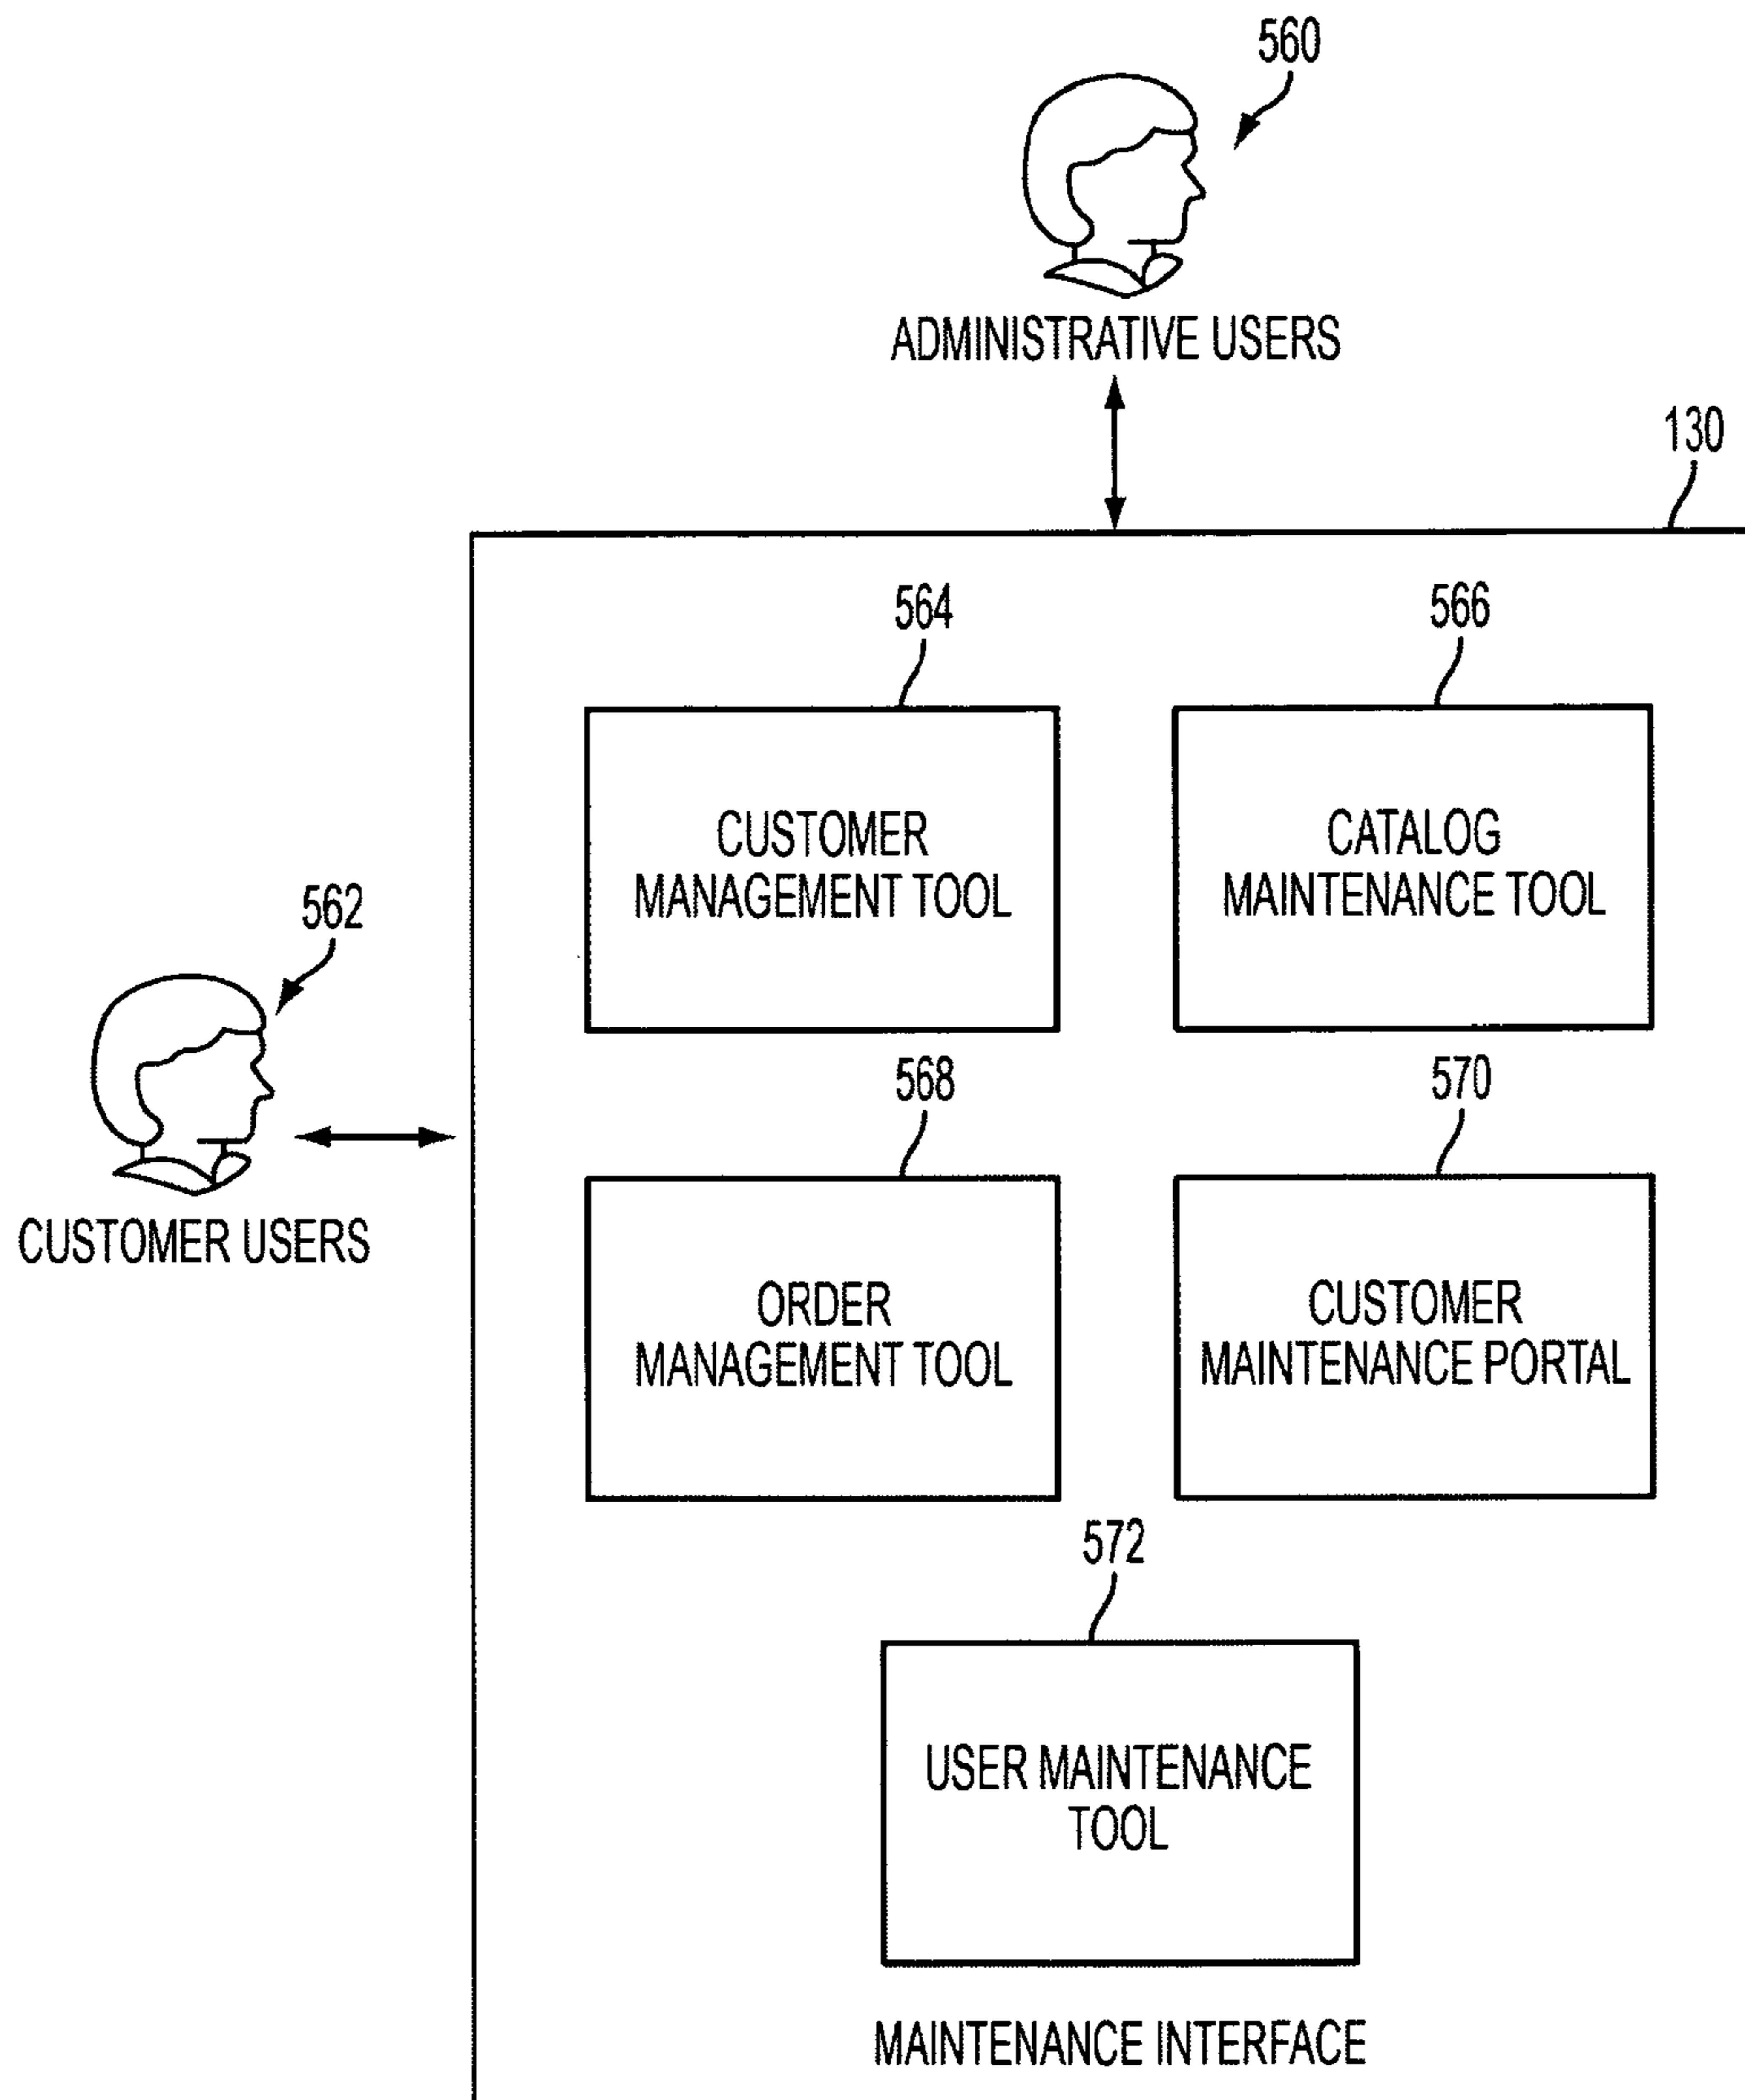 560
ADMINISTRATIVE USERS
130
564
566
CUSTOMER
MANAGEMENT TOOL
CATALOG
MAINTENANCE TOOL
562
CUSTOMER USERS
568
570
ORDER
MANAGEMENT TOOL
CUSTOMER
MAINTENANCE PORTAL
572
USER MAINTENANCE
TOOL
MAINTENANCE INTERFACE